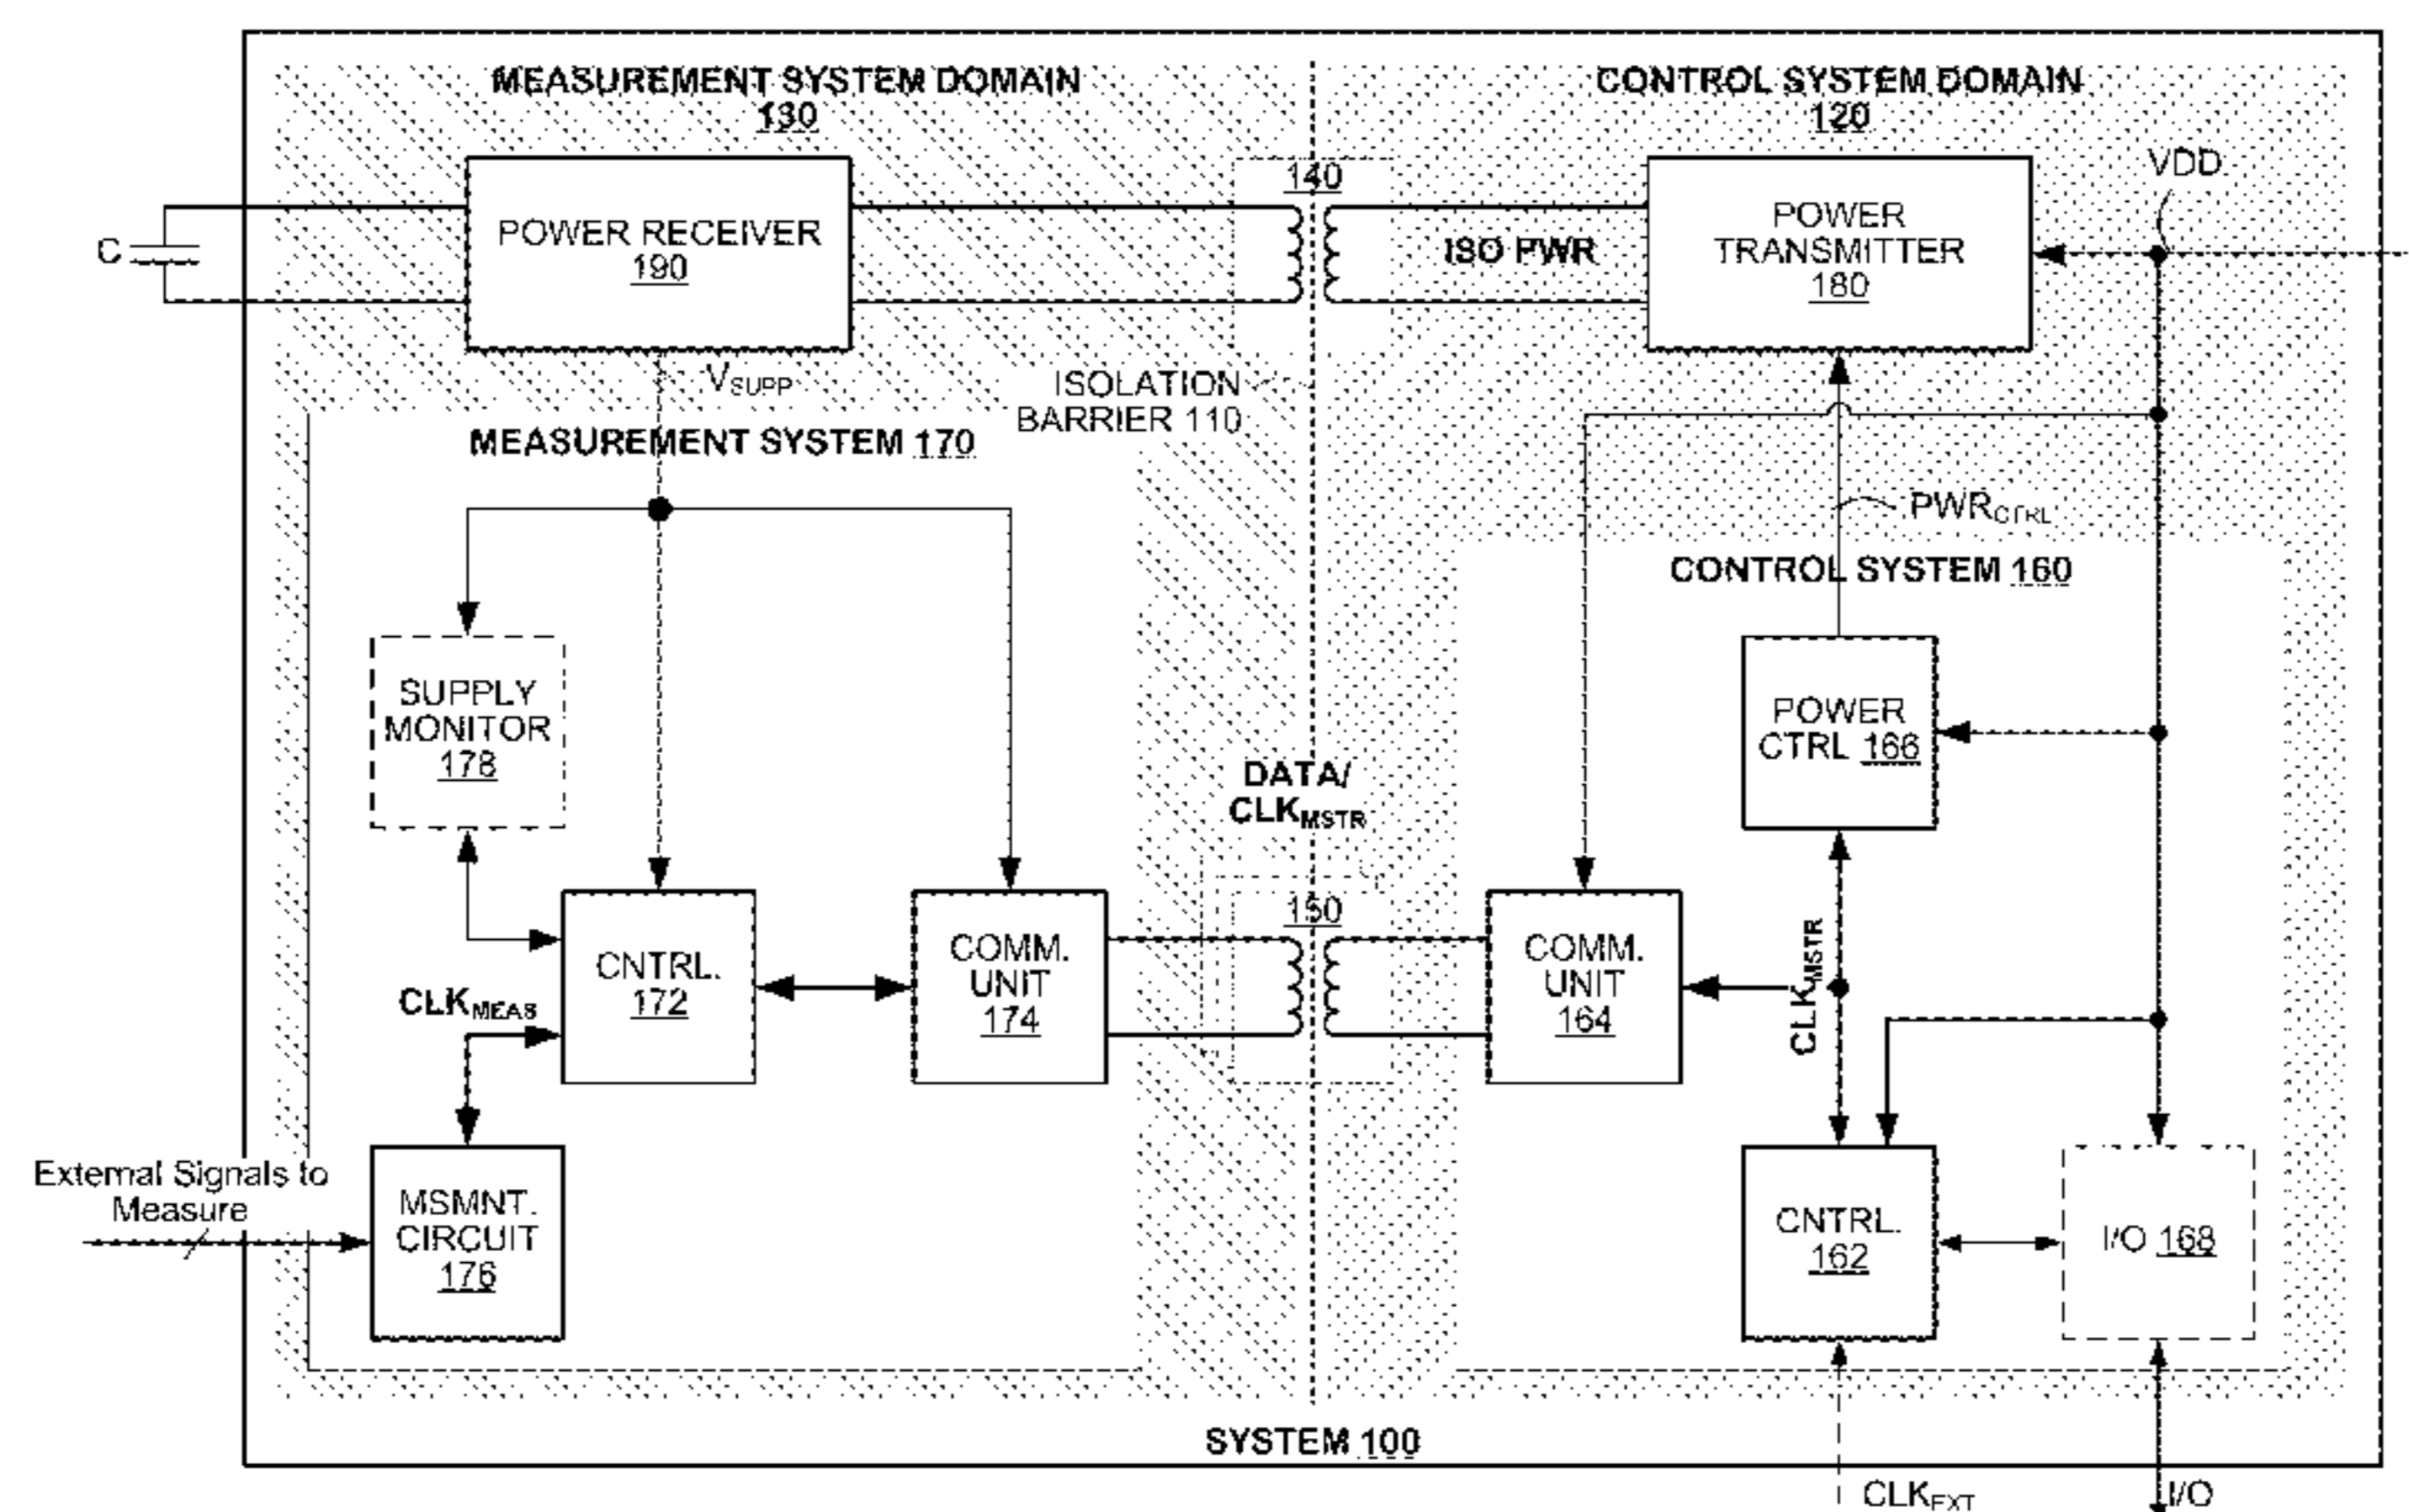 MEASUREMENT SYSTEM DOMAIN
130
CONTROL SYSTEM DOMAIN
120
140
VDD
C
POWER RECEIVER
190
ISO PWR
POWER
TRANSMITTER
180
VSUPP
ISOLATION
BARRIER 110
MEASUREMENT SYSTEM 170
PWRCTRL
CONTROL SYSTEM 160
SUPPLY
MONITOR
178
POWER
CTRL 166
DATA/
CLKMSTR
150
CNTRL.
172
COMM.
UNIT
174
COMM.
UNIT
164
CLKMSTR
CLKMEAS
External Signals to
Measure
MSMNT.
CIRCUIT
176
CNTRL.
162
I/O 168
SYSTEM 100
CLKEXT
I/O